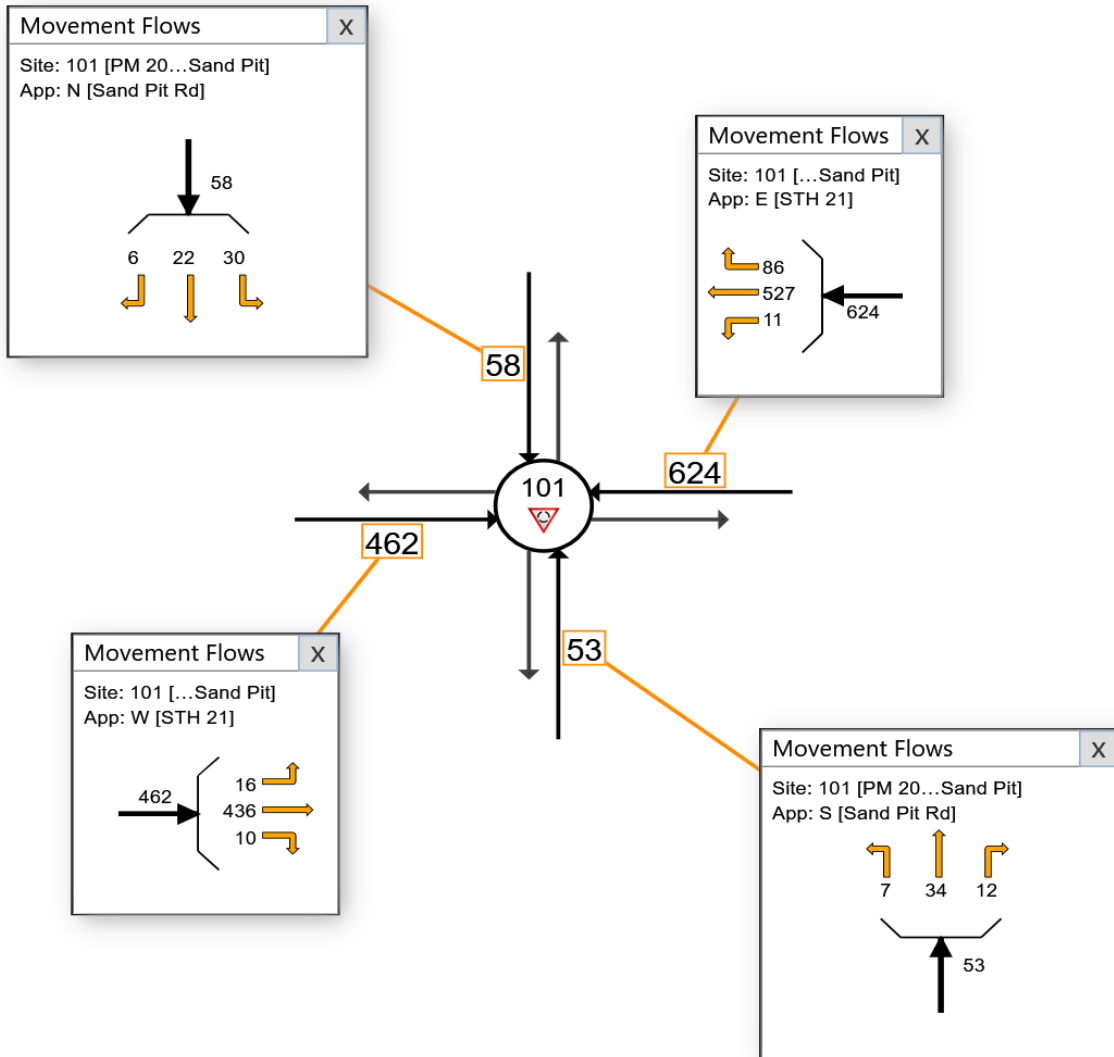 Movement Flows X
Site: 101 [PM 20...Sand Pit]
App: N [Sand Pit Rd]
58
6 22 30
Movement Flows X
Site: 101 [...Sand Pit]
App: E [STH 21]
86
527
11
624
58
624
101
462
53
Movement Flows X
Site: 101 [...Sand Pit]
App: W [STH 21]
462
16
436
10
Movement Flows X
Site: 101 [PM 20...Sand Pit]
App: S [Sand Pit Rd]
7 34 12
53